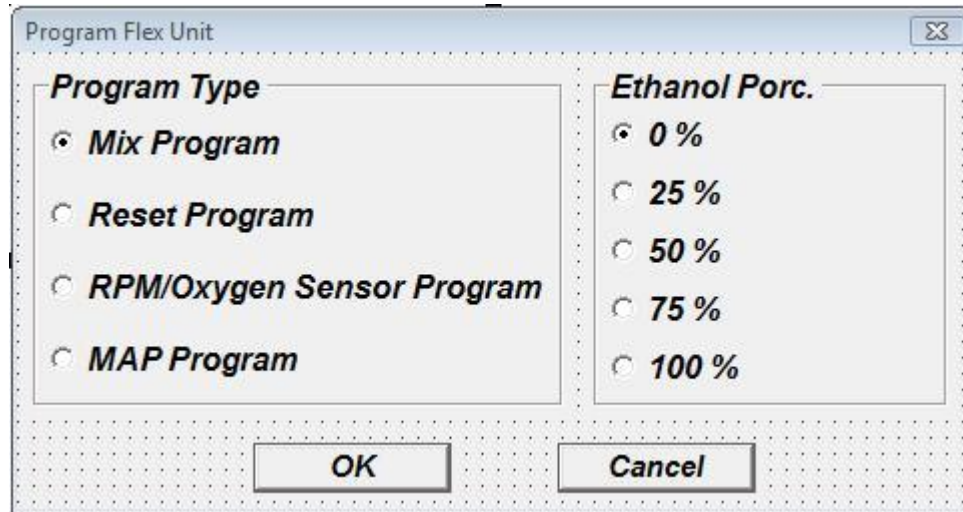 Program Flex Unit
Program Type
Mix Program
Reset Program
RPM/Oxygen Sensor Program
MAP Program
Ethanol Porc.
0 %
25 %
50 %
75 %
100 %
OK
Cancel